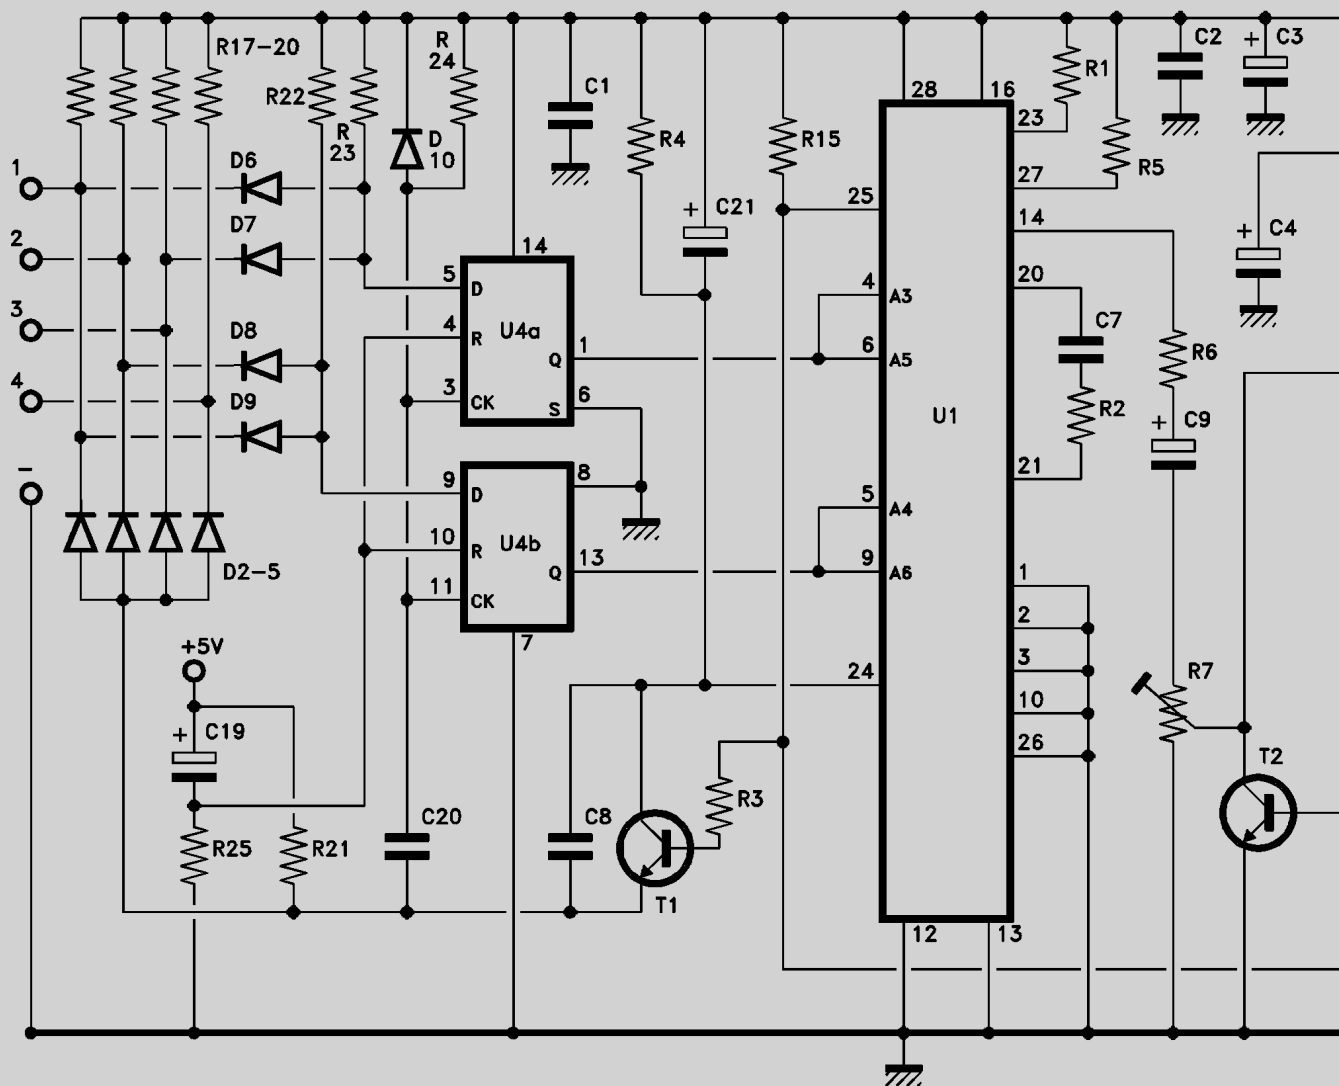 R17-20
R22
R
23
R
24
D
10
C1
R4
C21
R15
28
16
23
R1
27
R5
C2
+ C3
1
2
3
4
-
D6
D7
D8
D9
D2-5
14
5 D
4 R
U4a
Q 1
3 CK
S 6
9 D
8
10 R
U4b
Q 13
11 CK
7
25
4 A3
6 A5
U1
5 A4
9 A6
24
14
20
C7
R2
21
R6
+ C9
+ C4
1
2
3
10
26
R7
T2
+5V
+ C19
R25
R21
C20
C8
R3
T1
12
13
+